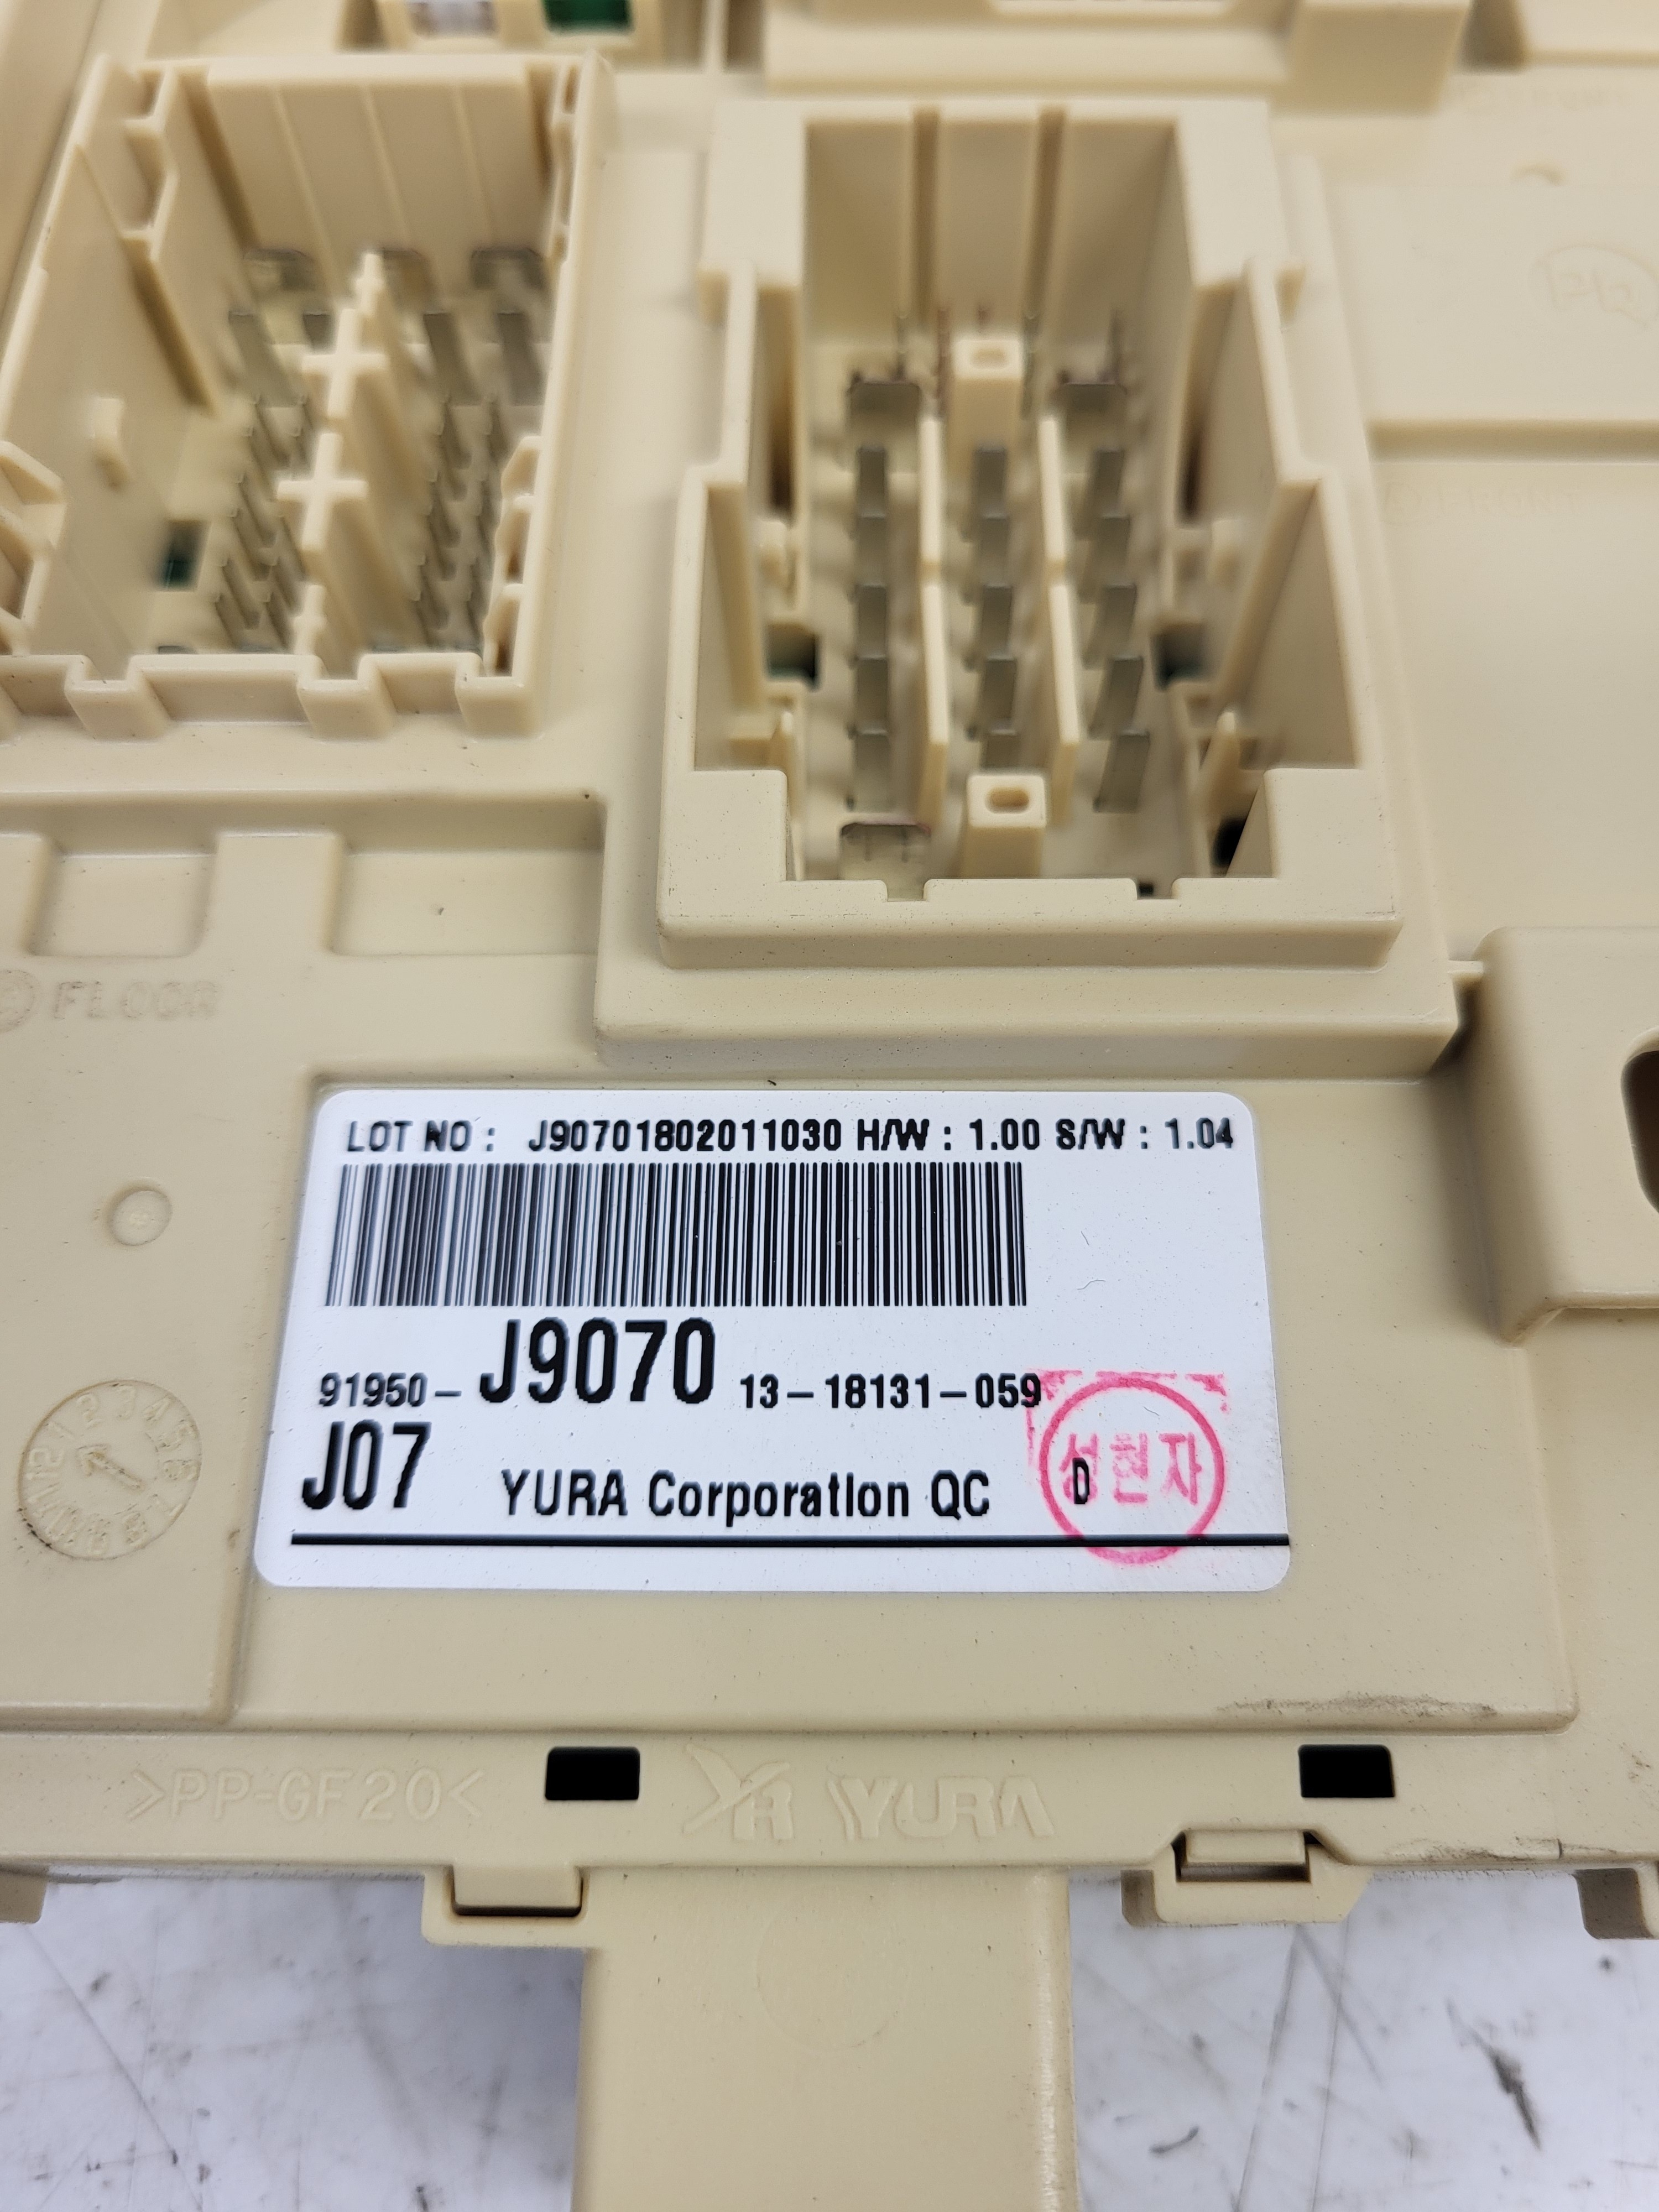 FLOOR
LOT NO : J90701802011030 H/W : 1.00 S/W : 1.04
91950- J9070 13-18131-059
J07 YURA Corporation QC D
성현자
>PP-GF20<
YR YURA